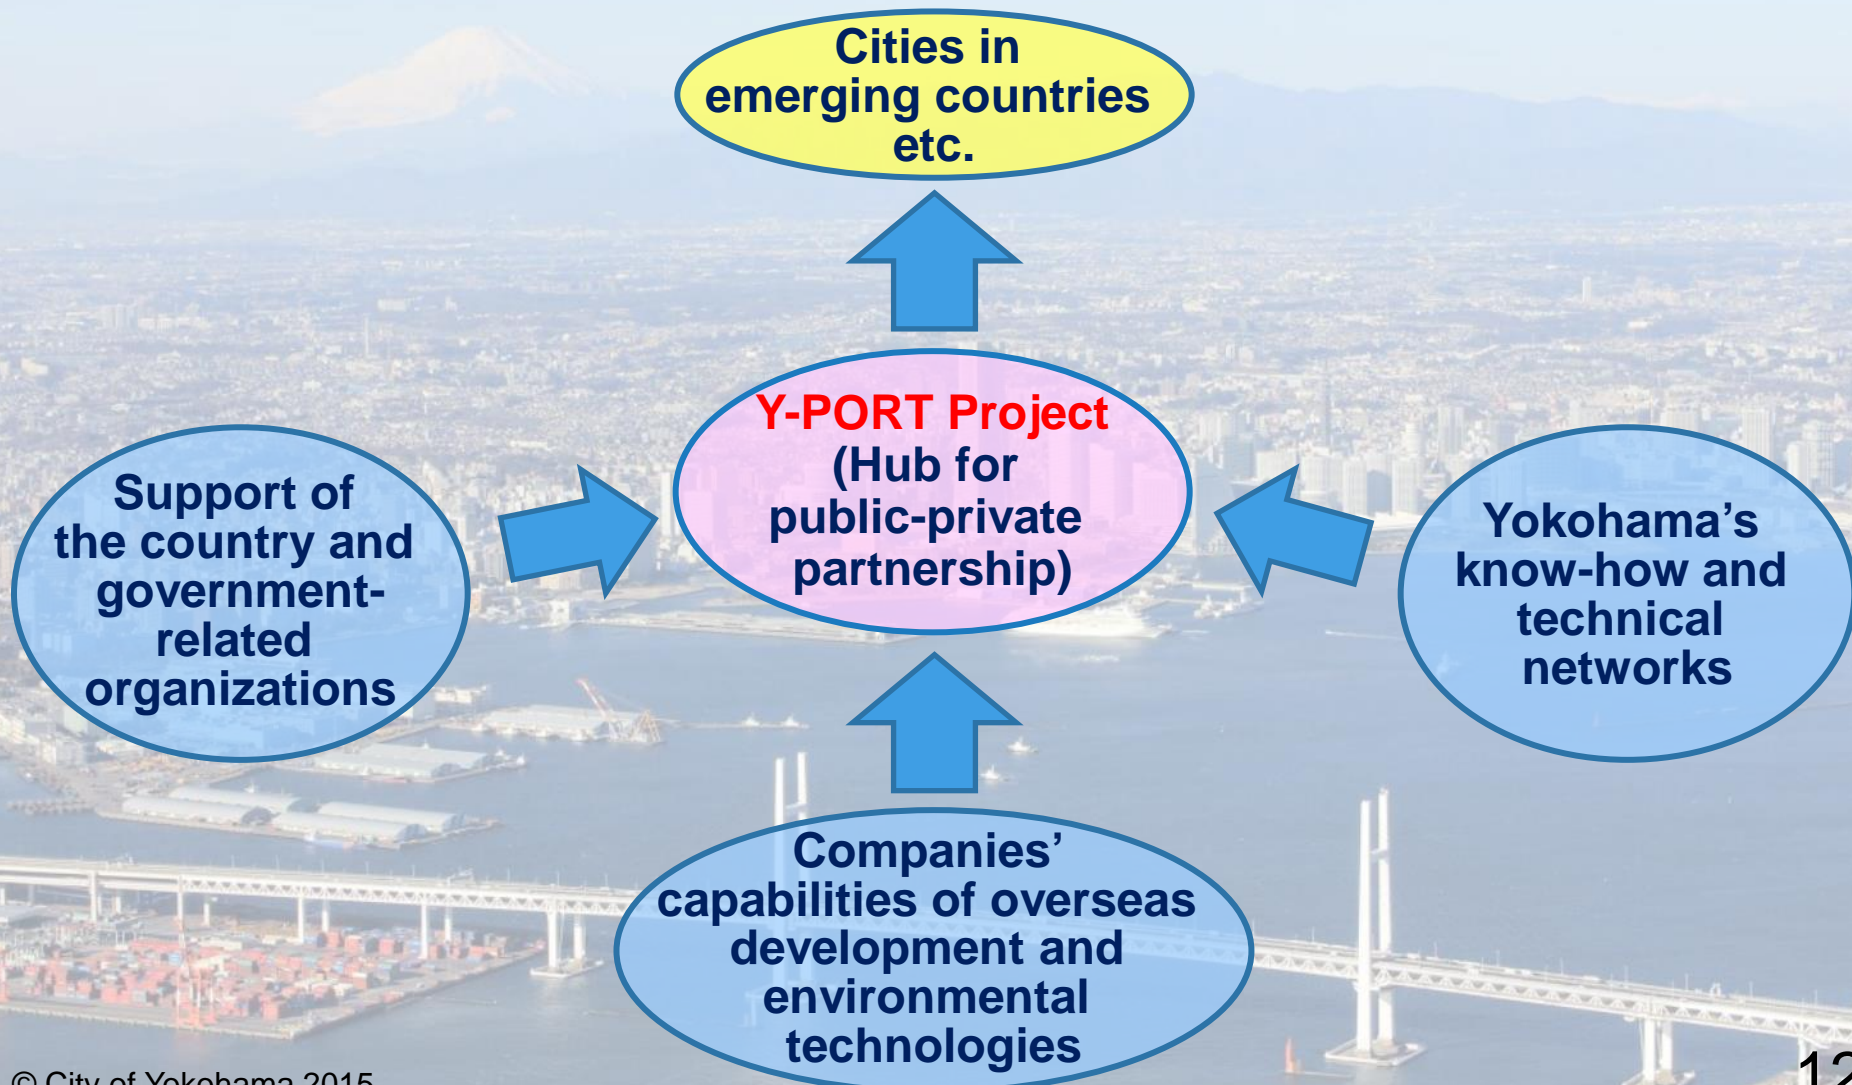 Cities in
emerging countries
etc.
Y-PORT Project
(Hub for
public-private
partnership)
Support of
the country and
government-
related
organizations
Yokohama’s
know-how and
technical
networks
Companies’
capabilities of overseas
development and
environmental
technologies
© City of Yokohama 2015
12